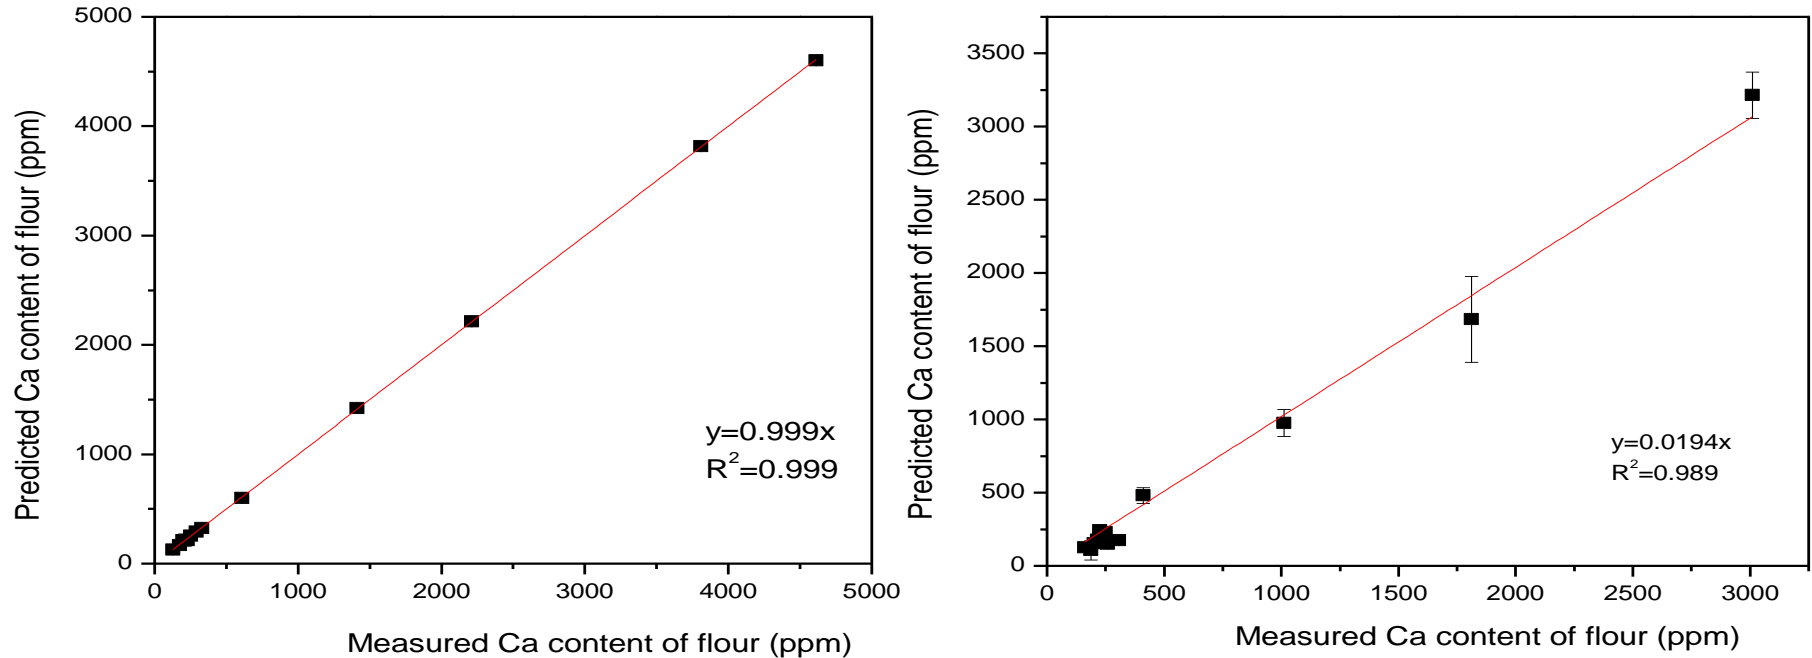 5000
4000
3000
2000
1000
0
Predicted Ca content of flour (ppm)
y=0.999x
R²=0.999
0 1000 2000 3000 4000 5000
Measured Ca content of flour (ppm)
3500
3000
2500
2000
1500
1000
500
0
Predicted Ca content of flour (ppm)
y=0.0194x
R²=0.989
0 500 1000 1500 2000 2500 3000
Measured Ca content of flour (ppm)